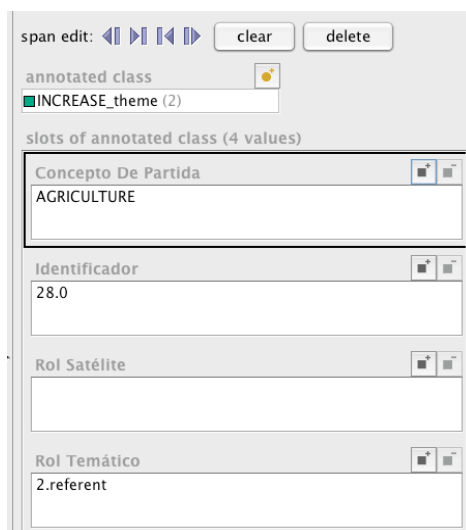 span edit: clear delete
annotated class
INCREASE_theme (2)
slots of annotated class (4 values)
Concepto De Partida
AGRICULTURE
Identificador
28.0
Rol Satélite
Rol Temático
2.referent